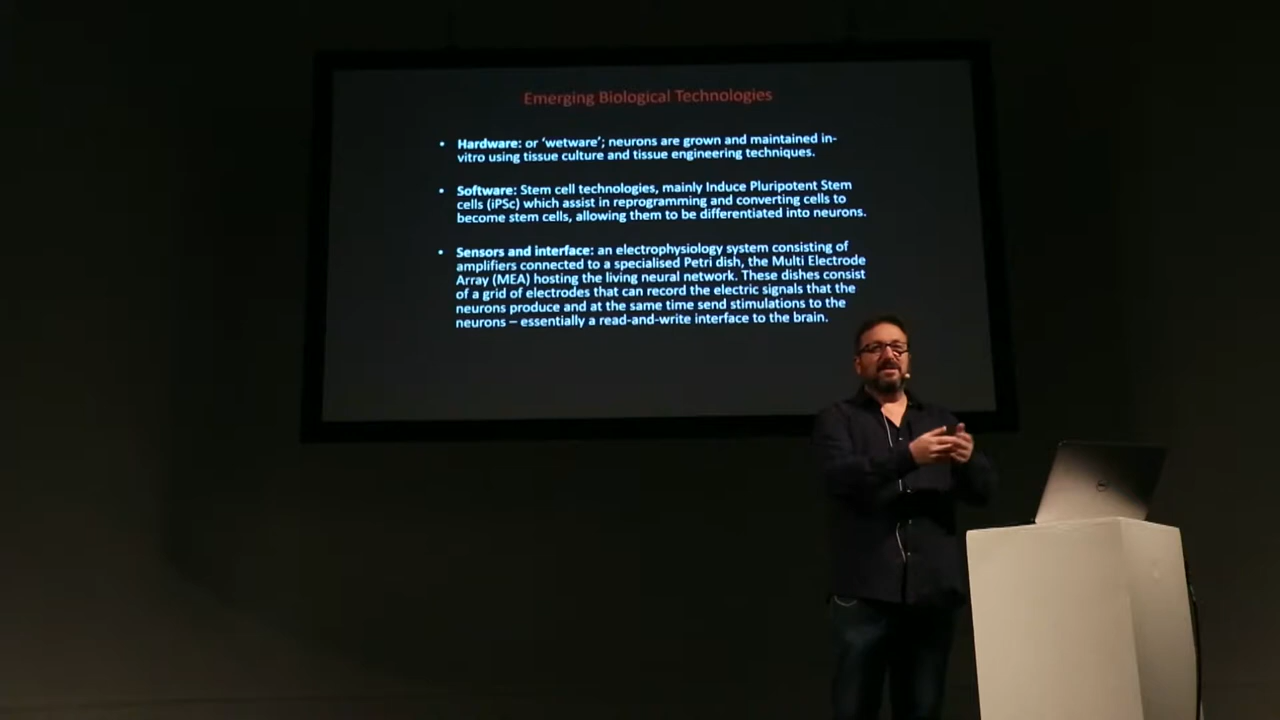 Emerging Biological Technologies
• Hardware: or ‘wetware’; neurons are grown and maintained in-
vitro using tissue culture and tissue engineering techniques.
• Software: Stem cell technologies, mainly Induce Pluripotent Stem
cells (iPSc) which assist in reprogramming and converting cells to
become stem cells, allowing them to be differentiated into neurons.
• Sensors and interface: an electrophysiology system consisting of
amplifiers connected to a specialised Petri dish, the Multi Electrode
Array (MEA) hosting the living neural network. These dishes consist
of a grid of electrodes that can record the electric signals that the
neurons produce and at the same time send stimulations to the
neurons – essentially a read-and-write interface to the brain.